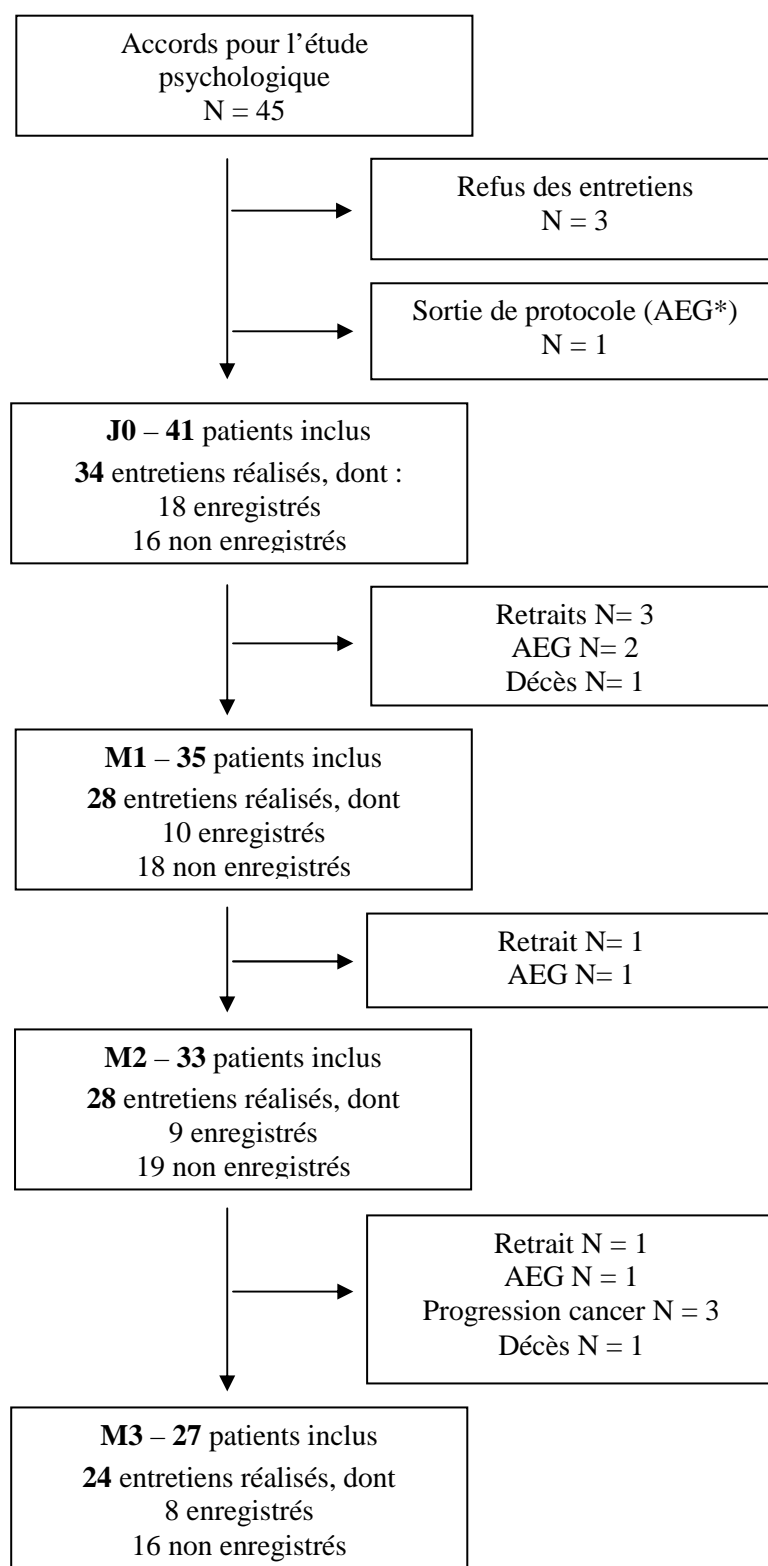 Accords pour l'étude
psychologique
N = 45
Refus des entretiens
N = 3
Sortie de protocole (AEG*)
N = 1
J0 – 41 patients inclus
34 entretiens réalisés, dont :
18 enregistrés
16 non enregistrés
Retraits N= 3
AEG N= 2
Décès N= 1
M1 – 35 patients inclus
28 entretiens réalisés, dont
10 enregistrés
18 non enregistrés
Retrait N= 1
AEG N= 1
M2 – 33 patients inclus
28 entretiens réalisés, dont
9 enregistrés
19 non enregistrés
Retrait N = 1
AEG N = 1
Progression cancer N = 3
Décès N = 1
M3 – 27 patients inclus
24 entretiens réalisés, dont
8 enregistrés
16 non enregistrés